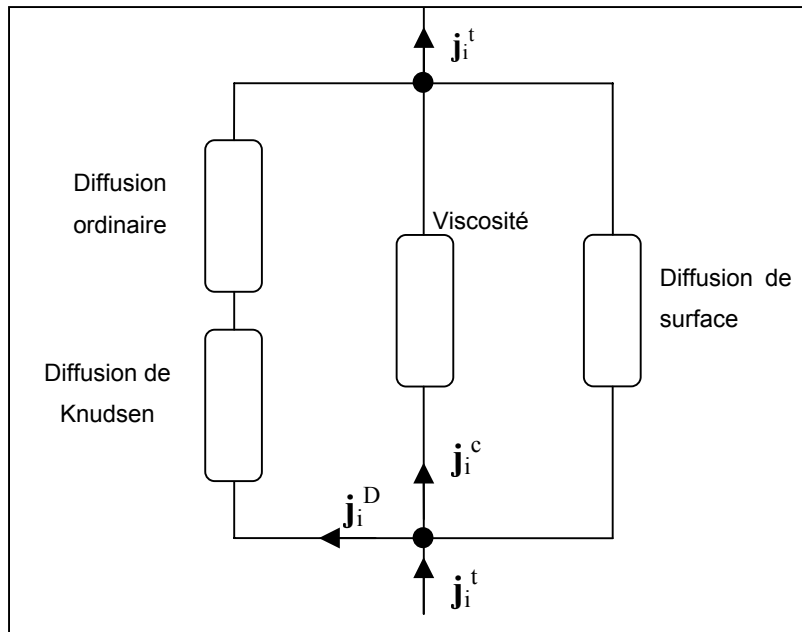 j_i^t
Diffusion
ordinaire
Viscosité
Diffusion de
surface
Diffusion de
Knudsen
j_i^c
j_i^D
j_i^t